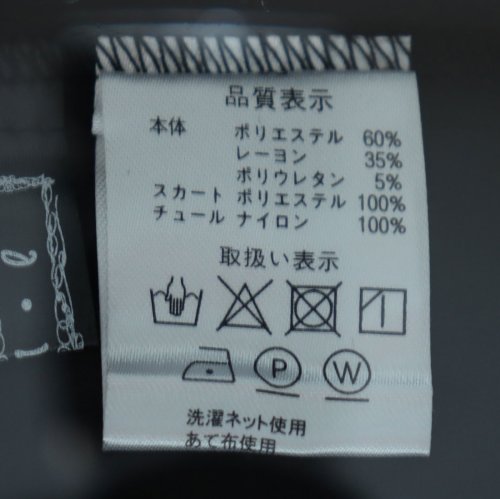 品質表示
本体 ポリエステル 60%
レーヨン 35%
ポリウレタン 5%
スカート ポリエステル 100%
チュール ナイロン 100%
取扱い表示
P W
洗濯ネット使用
あて布使用